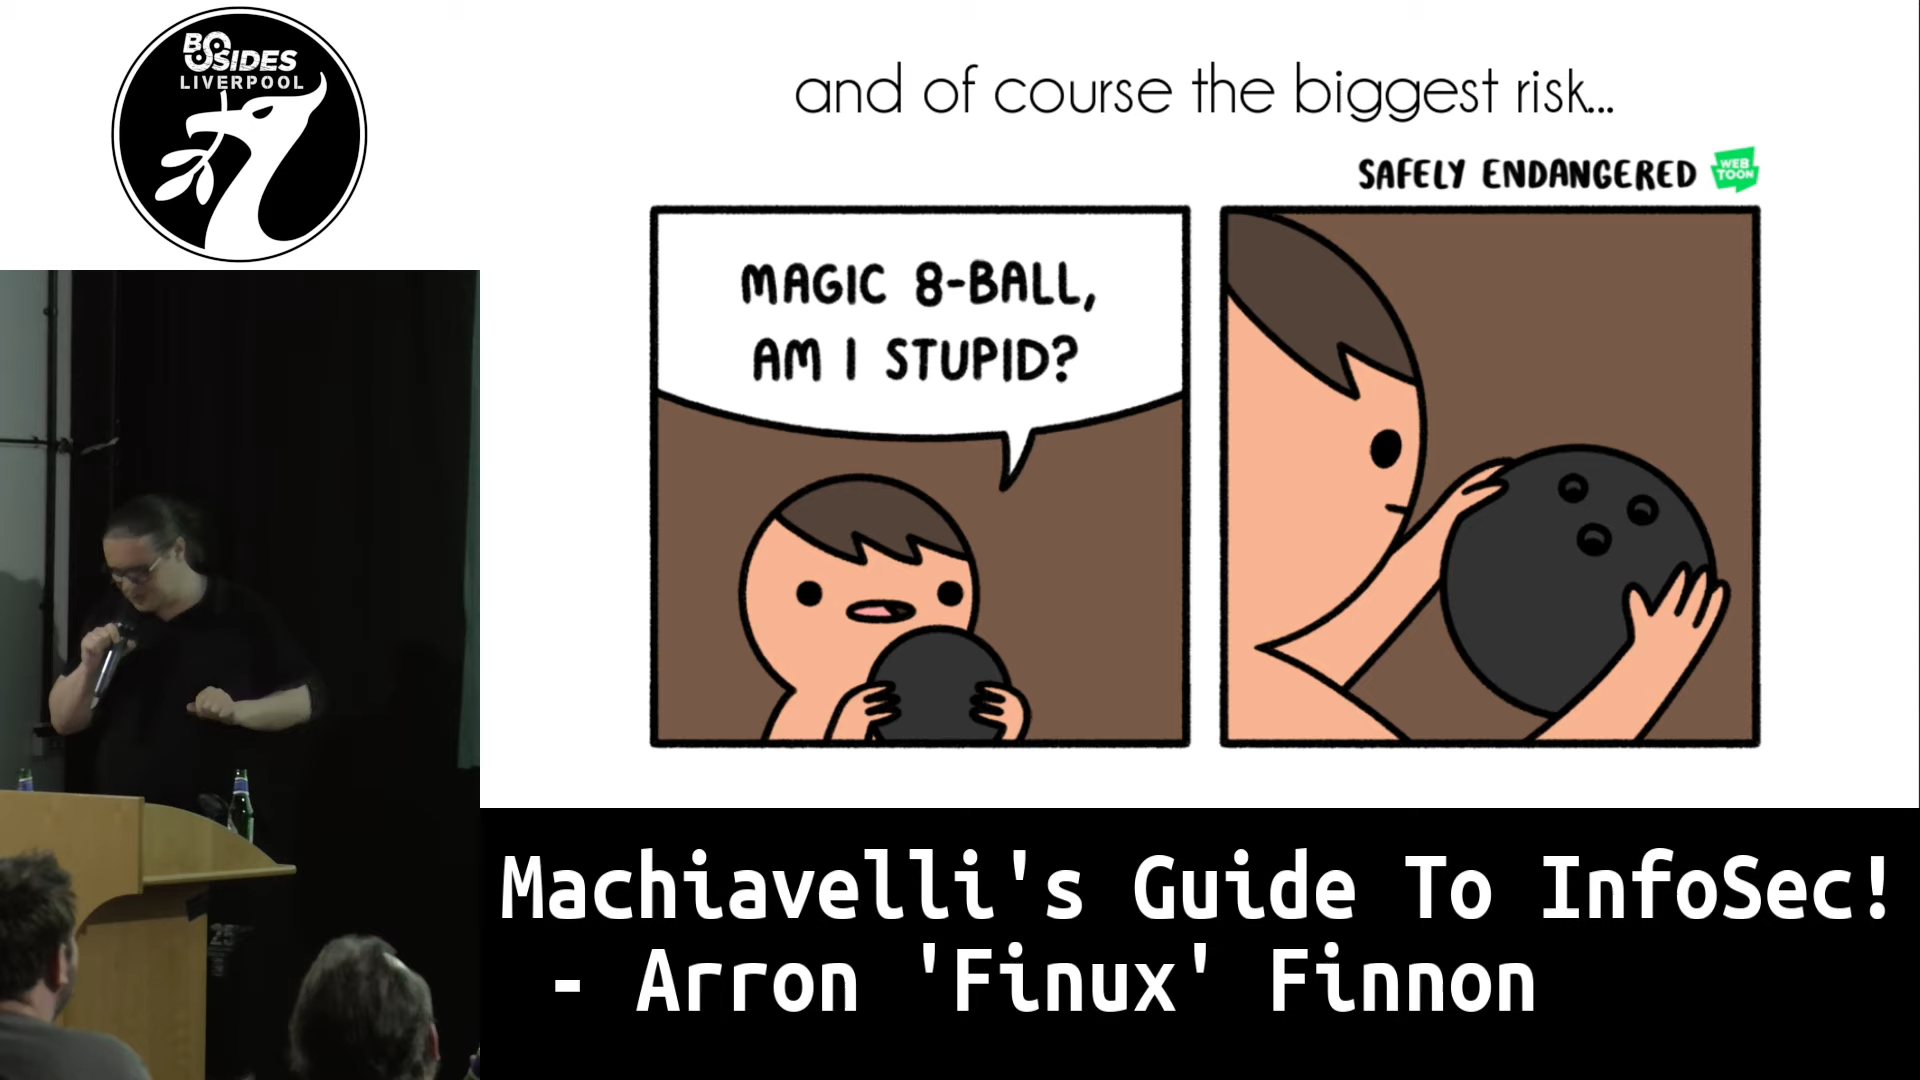 BSIDES
LIVERPOOL
and of course the biggest risk...
SAFELY ENDANGERED
WEB
TOON
MAGIC 8-BALL,
AM I STUPID?
Machiavelli's Guide To InfoSec!
- Arron 'Finux' Finnon